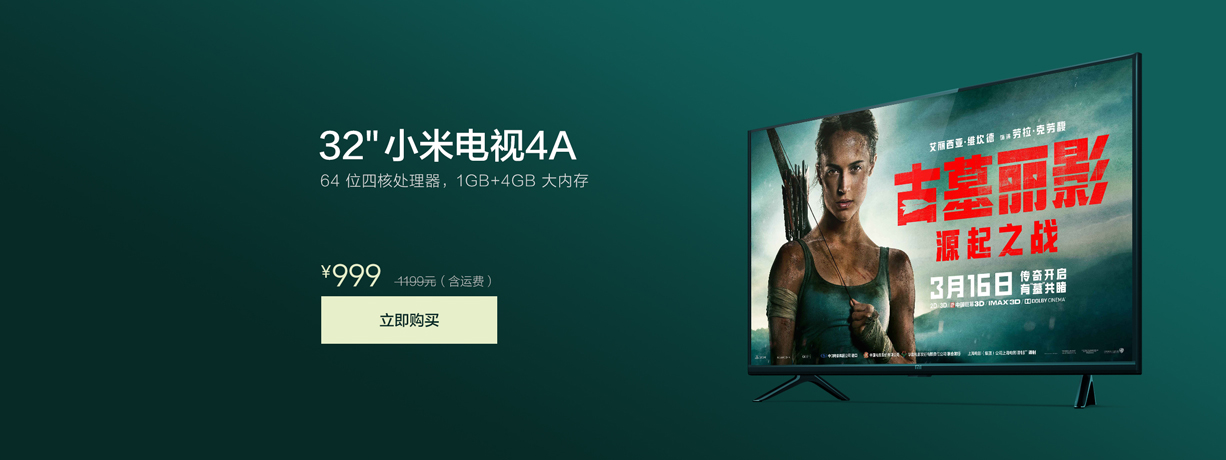 32"小米电视4A
64 位四核处理器，1GB+4GB 大内存
¥999 1199元（含运费）
立即购买
艾丽西亚·维坎德 饰演 劳拉·克劳馥
古墓丽影
源起之战
3月16日 传奇开启 有墓共睹
IMAX 3D DOLBY CINEMA